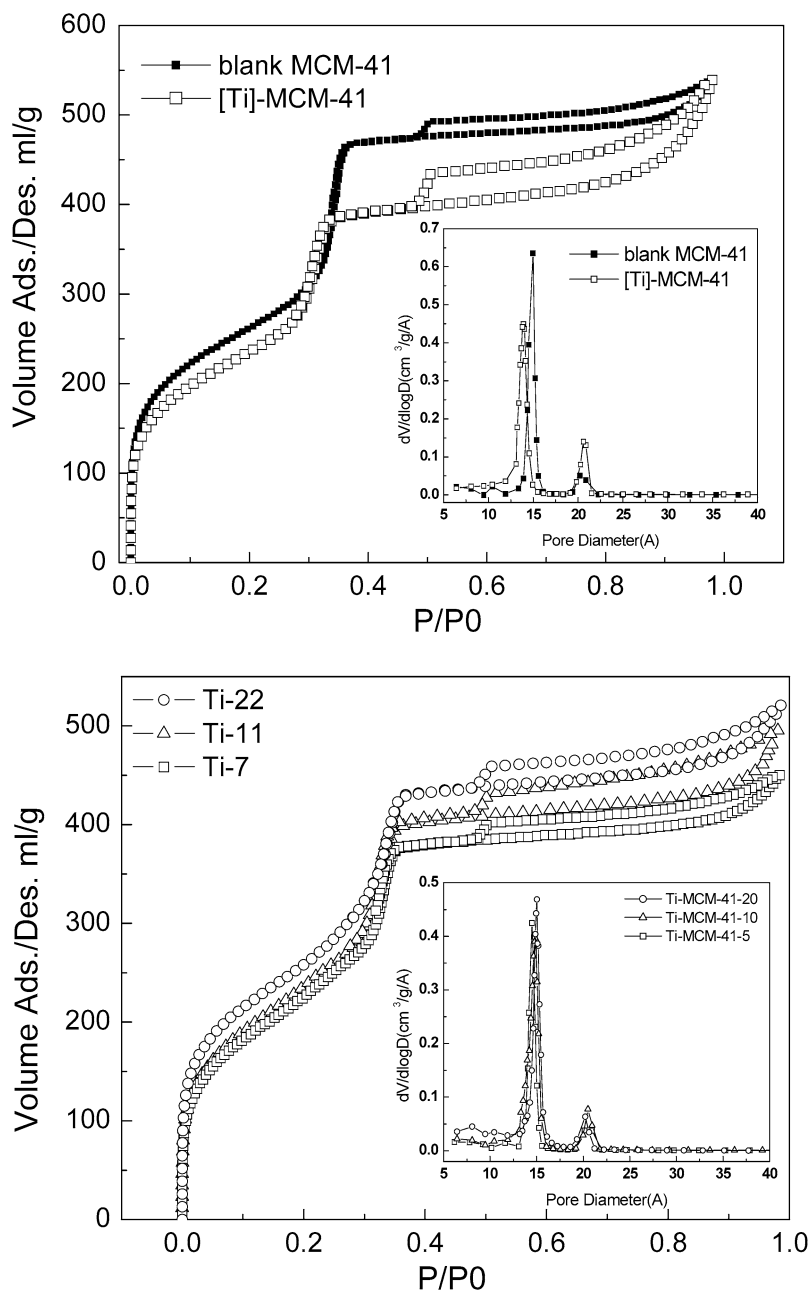 600
500
400
300
200
100
0
Volume Ads./Des. ml/g
blank MCM-41
[Ti]-MCM-41
0.0 0.2 0.4 0.6 0.8 1.0
P/P0
0.7
0.6
0.5
0.4
0.3
0.2
0.1
0.0
dV/dlogD(cm³/g/A)
blank MCM-41
[Ti]-MCM-41
5 10 15 20 25 30 35 40
Pore Diameter(A)
500
400
300
200
100
0
Volume Ads./Des. ml/g
Ti-22
Ti-11
Ti-7
0.0 0.2 0.4 0.6 0.8 1.0
P/P0
0.5
0.4
0.3
0.2
0.1
0.0
dV/dlogD(cm³/g/A)
Ti-MCM-41-20
Ti-MCM-41-10
Ti-MCM-41-5
5 10 15 20 25 30 35 40
Pore Diameter(A)